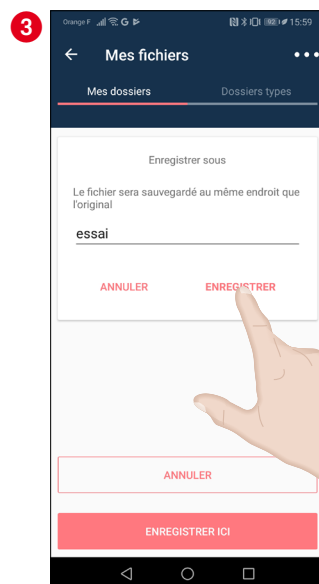 3
Orange F 92 15:59
Mes fichiers
Mes dossiers Dossiers types
Enregistrer sous
Le fichier sera sauvegardé au même endroit que
l'original
essai
ANNULER ENREGISTRER
ANNULER
ENREGISTRER ICI